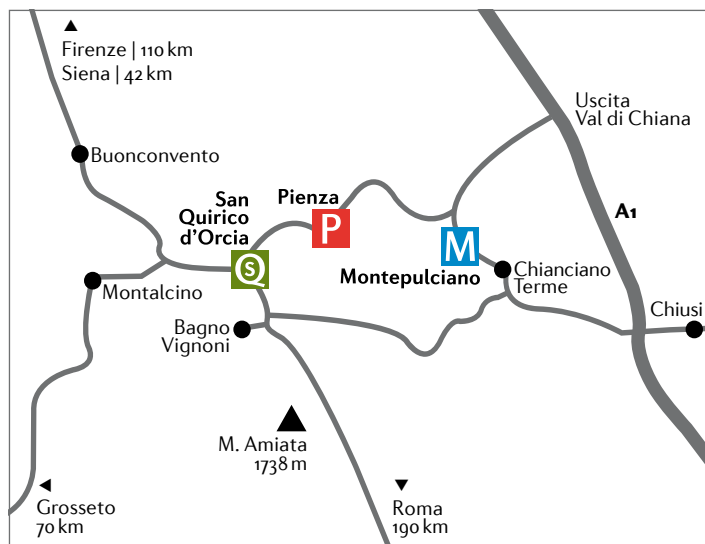 Firenze | 110 km
Siena | 42 km
Uscita
Val di Chiana
Buonconvento
San
Quirico
d'Orcia
Pienza
P
A1
M
QS
Montepulciano
Chianciano
Terme
Montalcino
Chiusi
Bagno
Vignoni
M. Amiata
1738 m
Grosseto
70 km
Roma
190 km